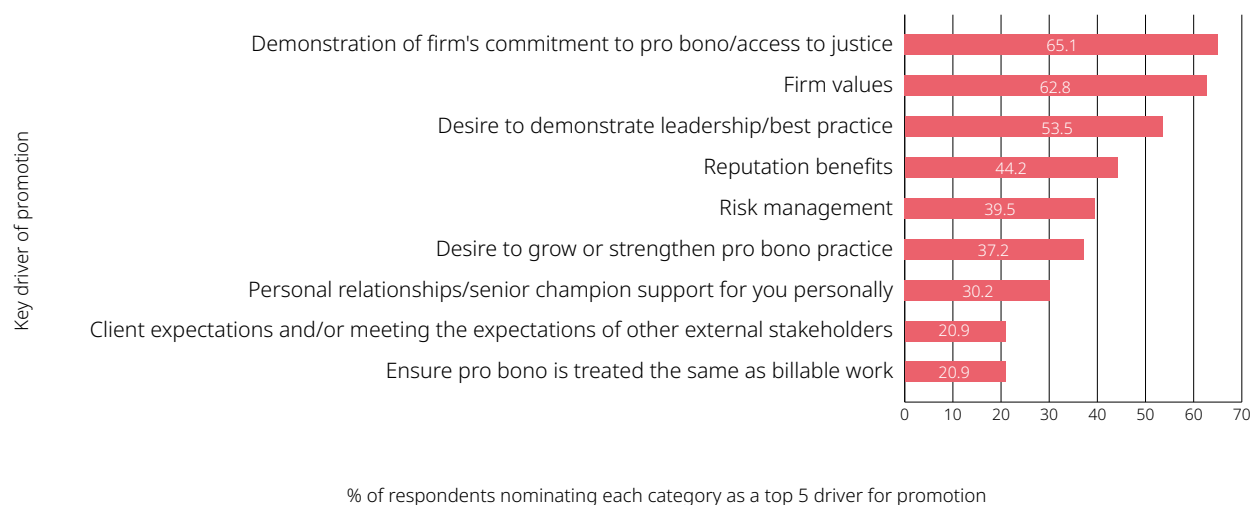 Key driver of promotion
Demonstration of firm's commitment to pro bono/access to justice
65.1
Firm values
62.8
Desire to demonstrate leadership/best practice
53.5
Reputation benefits
44.2
Risk management
39.5
Desire to grow or strengthen pro bono practice
37.2
Personal relationships/senior champion support for you personally
30.2
Client expectations and/or meeting the expectations of other external stakeholders
20.9
Ensure pro bono is treated the same as billable work
20.9
0 10 20 30 40 50 60 70
% of respondents nominating each category as a top 5 driver for promotion